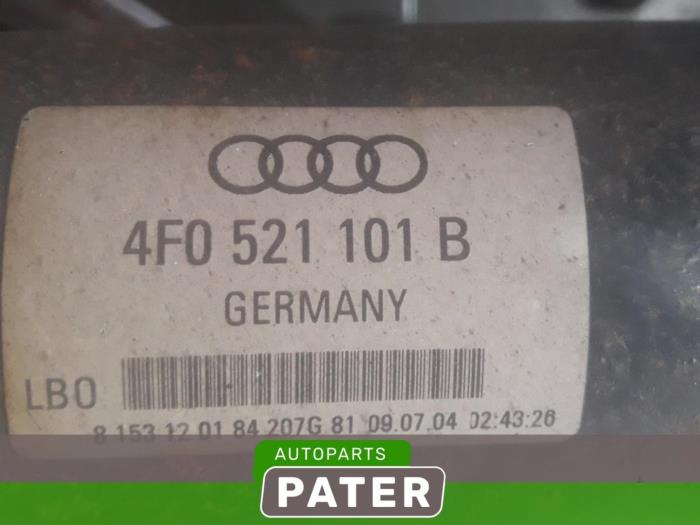 4F0 521 101 B
GERMANY
LBO
8 153 12 01 84 207G 81 09.07.04 02:43:26
AUTOPARTS
PATER